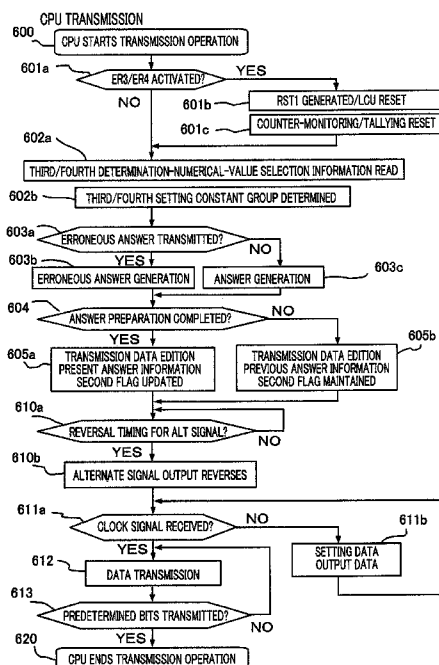 CPU TRANSMISSION
600
CPU STARTS TRANSMISSION OPERATION
601a
ER3/ER4 ACTIVATED?
YES
NO
601b
RST1 GENERATED/LCU RESET
601c
COUNTER-MONITORING/TALLYING RESET
602a
THIRD/FOURTH DETERMINATION-NUMERICAL-VALUE SELECTION INFORMATION READ
602b
THIRD/FOURTH SETTING CONSTANT GROUP DETERMINED
603a
ERRONEOUS ANSWER TRANSMITTED?
NO
YES
603b
ERRONEOUS ANSWER GENERATION
ANSWER GENERATION
603c
604
ANSWER PREPARATION COMPLETED?
NO
YES
605a
TRANSMISSION DATA EDITION
PRESENT ANSWER INFORMATION
SECOND FLAG UPDATED
605b
TRANSMISSION DATA EDITION
PREVIOUS ANSWER INFORMATION
SECOND FLAG MAINTAINED
610a
REVERSAL TIMING FOR ALT SIGNAL?
NO
YES
610b
ALTERNATE SIGNAL OUTPUT REVERSES
611a
CLOCK SIGNAL RECEIVED?
NO
YES
611b
SETTING DATA
OUTPUT DATA
612
DATA TRANSMISSION
613
PREDETERMINED BITS TRANSMITTED?
NO
YES
620
CPU ENDS TRANSMISSION OPERATION